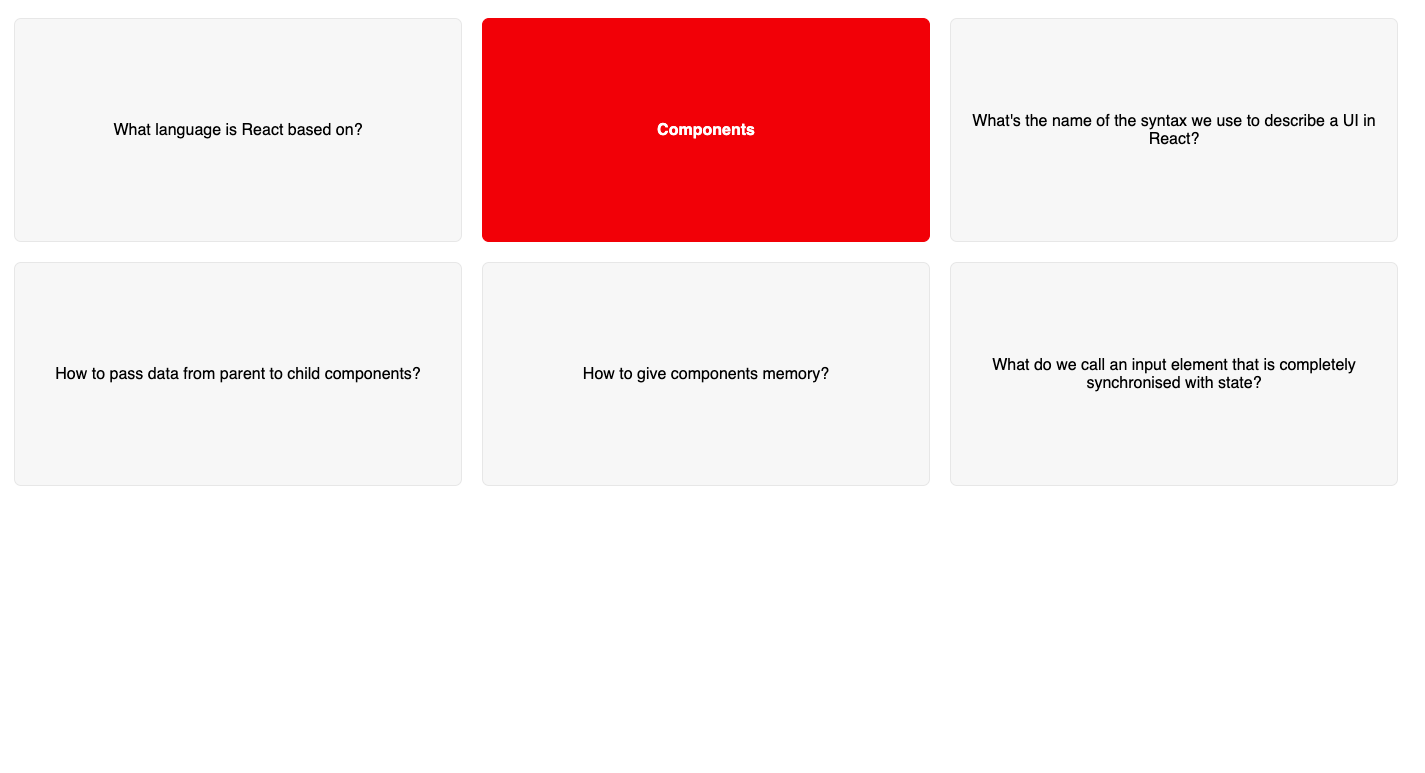 What language is React based on?
Components
What's the name of the syntax we use to describe a UI in
React?
How to pass data from parent to child components?
How to give components memory?
What do we call an input element that is completely
synchronised with state?